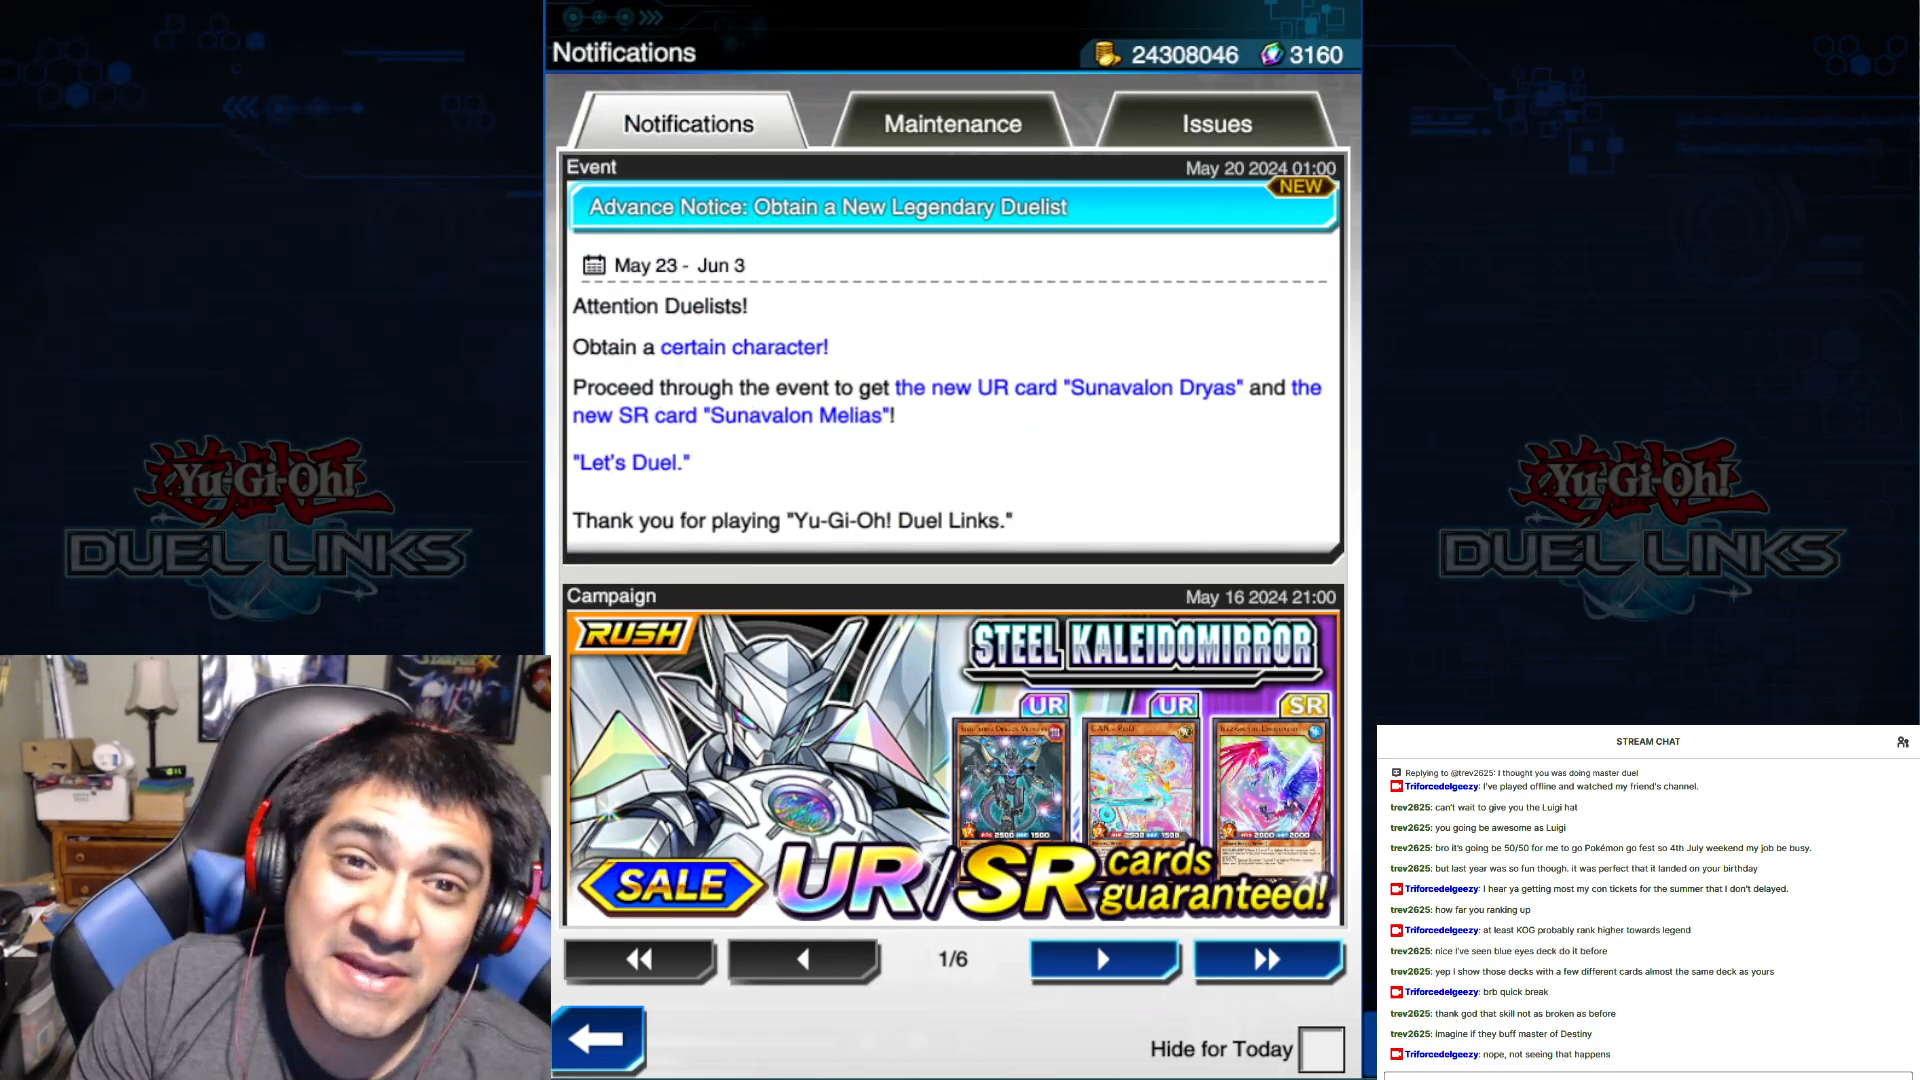 Notifications
24308046
3160
Notifications
Maintenance
Issues
Event
May 20 2024 01:00
NEW
Advance Notice: Obtain a New Legendary Duelist
May 23 - Jun 3
Attention Duelists!
Obtain a certain character!
Proceed through the event to get the new UR card "Sunavalon Dryas" and the
new SR card "Sunavalon Melias"!
"Let's Duel."
Thank you for playing "Yu-Gi-Oh! Duel Links."
Campaign
May 16 2024 21:00
RUSH
STEEL KALEIDOMIRROR
UR
UR
SR
SALE
UR/SR cards
guaranteed!
1/6
Hide for Today
Yu-Gi-Oh!
DUEL LINKS
Yu-Gi-Oh!
DUEL LINKS
STREAM CHAT
Replying to @trev2625: I thought you was doing master duel
Triforcedelgeezy: I've played offline and watched my friend's channel.
trev2625: can't wait to give you the Luigi hat
trev2625: you going be awesome as Luigi
trev2625: bro it's going be 50/50 for me to go Pokémon go fest so 4th July weekend my job be busy.
trev2625: but last year was so fun though. it was perfect that it landed on your birthday
Triforcedelgeezy: I hear ya getting most my con tickets for the summer that I don't delayed.
trev2625: how far you ranking up
Triforcedelgeezy: at least KOG probably rank higher towards legend
trev2625: nice I've seen blue eyes deck do it before
trev2625: yep I show those decks with a few different cards almost the same deck as yours
Triforcedelgeezy: brb quick break
trev2625: thank god that skill not as broken as before
trev2625: imagine if they buff master of Destiny
Triforcedelgeezy: nope, not seeing that happens